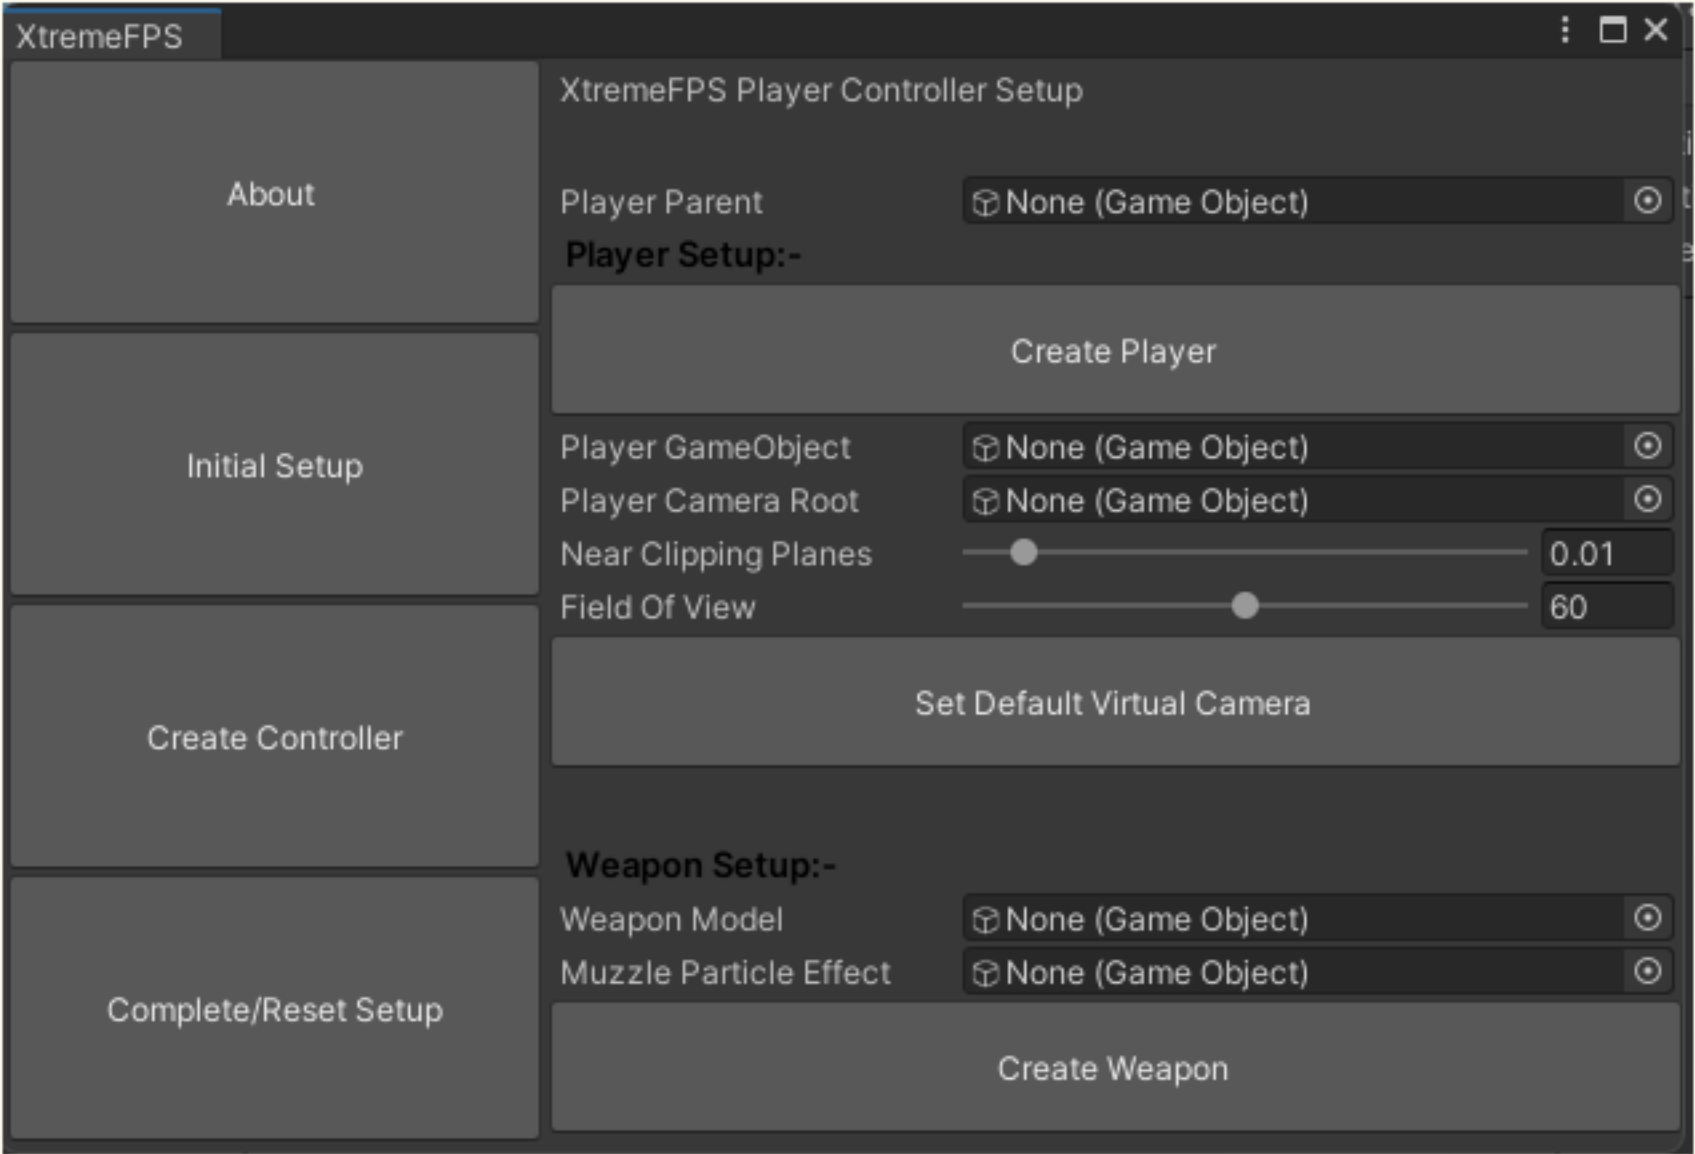 XtremeFPS
About
Initial Setup
Create Controller
Complete/Reset Setup
XtremeFPS Player Controller Setup
Player Parent None (Game Object)
Player Setup:-
Create Player
Player GameObject None (Game Object)
Player Camera Root None (Game Object)
Near Clipping Planes 0.01
Field Of View 60
Set Default Virtual Camera
Weapon Setup:-
Weapon Model None (Game Object)
Muzzle Particle Effect None (Game Object)
Create Weapon